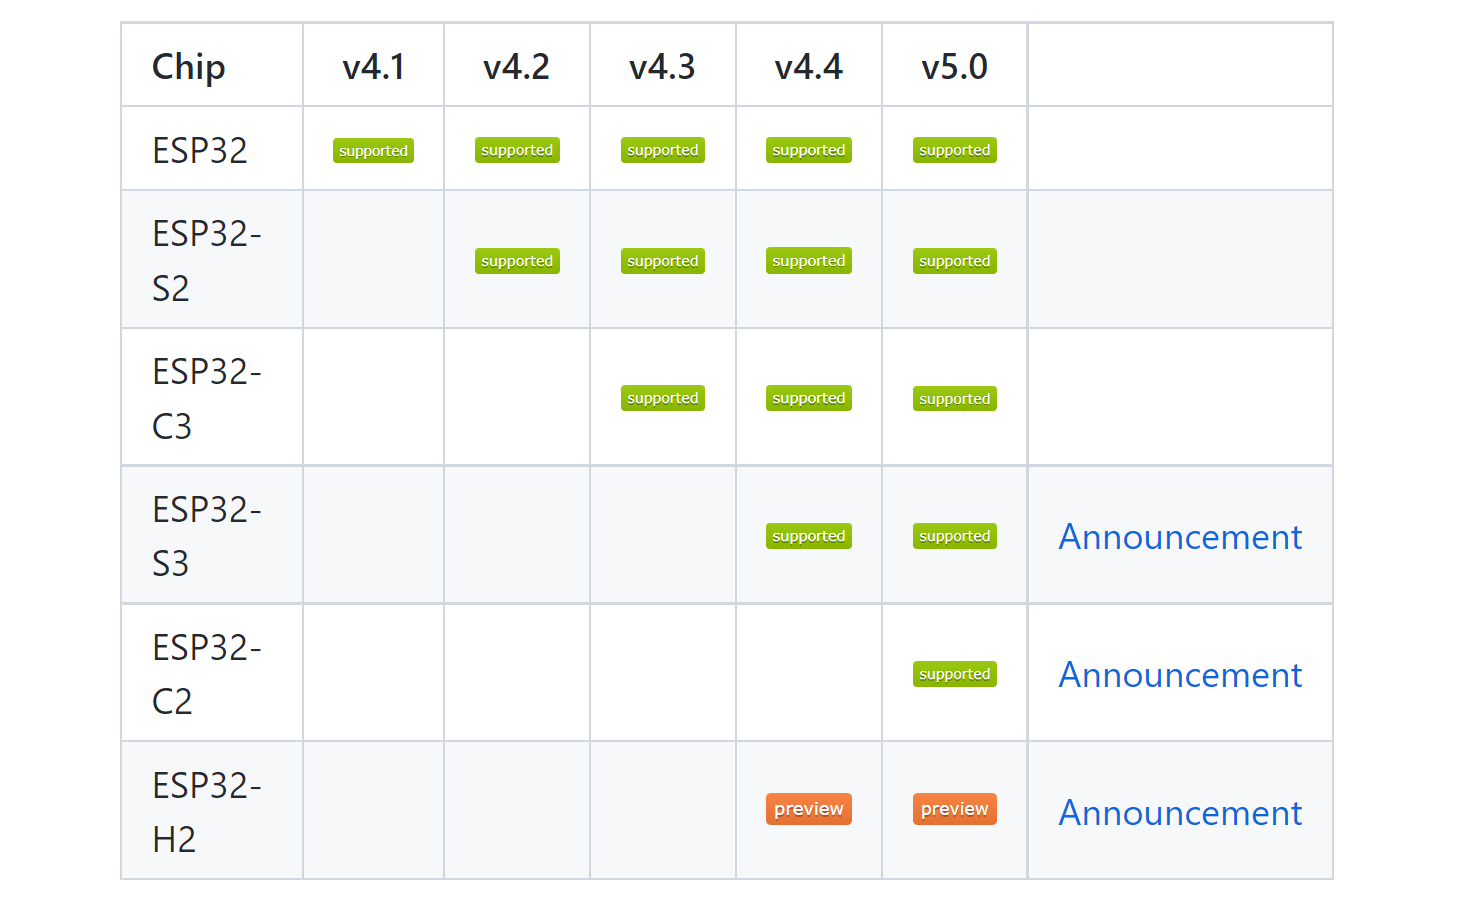 Chip v4.1 v4.2 v4.3 v4.4 v5.0
ESP32 supported supported supported supported supported
ESP32-
S2 supported supported supported supported
ESP32-
C3 supported supported supported
ESP32-
S3 supported supported Announcement
ESP32-
C2 supported Announcement
ESP32-
H2 preview preview Announcement